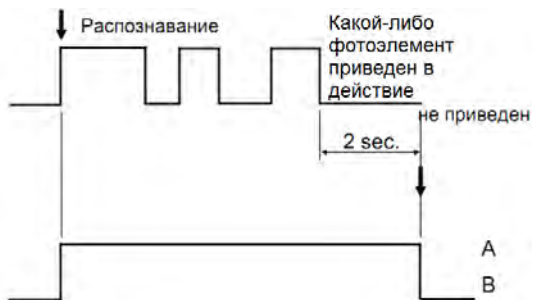 Распознавание
Какой-либо
фотоэлемент
приведен в
действие
не приведен
2 sec.
A
B